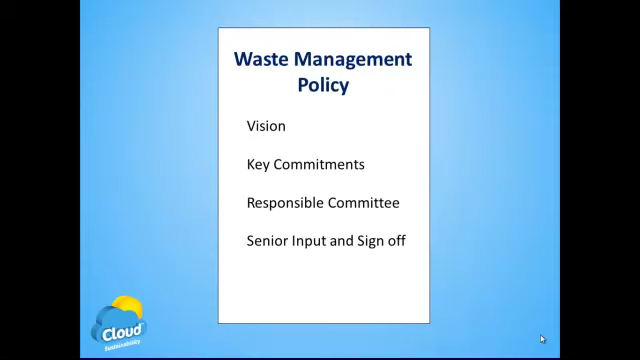 Waste Management
Policy
Vision
Key Commitments
Responsible Committee
Senior Input and Sign off
Cloud
Sustainability